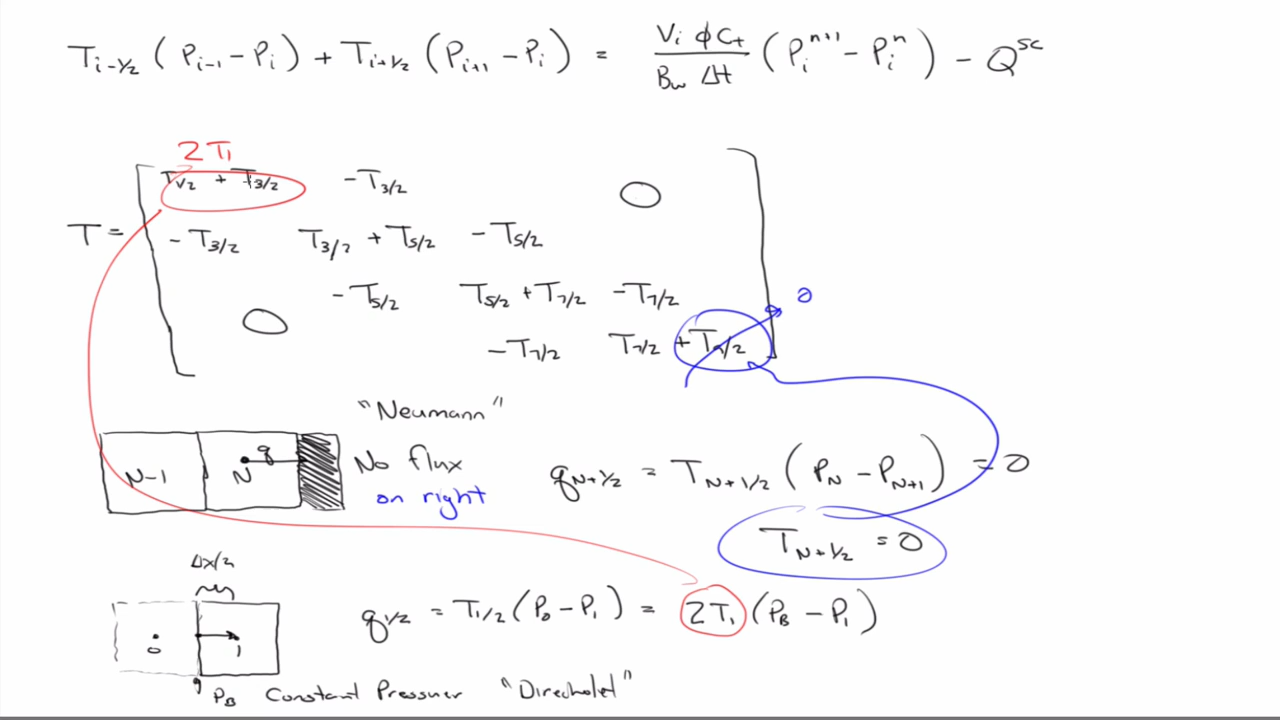 T_{i-1/2} ( P_{i-1} - P_i ) + T_{i+1/2} ( P_{i+1} - P_i ) = \frac{V_i ϕ C_t}{B_w Δt} ( P_i^{n+1} - P_i^n ) - Q^{sc}
2T_1
T_{1/2} + T_{3/2} -T_{3/2} O
T = -T_{3/2} T_{3/2} + T_{5/2} -T_{5/2}
-T_{5/2} T_{5/2} + T_{7/2} -T_{7/2} 0
O -T_{7/2} T_{7/2} + T_{9/2}
"Neumann"
N-1 N q No flux q_{N+1/2} = T_{N+1/2} ( P_N - P_{N+1} ) = 0
on right
T_{N+1/2} = 0
Δx/2
q_{1/2} = T_{1/2} ( P_0 - P_1 ) = 2T_1 ( P_B - P_1 )
0 1
P_B Constant Pressuer "Direcholet"